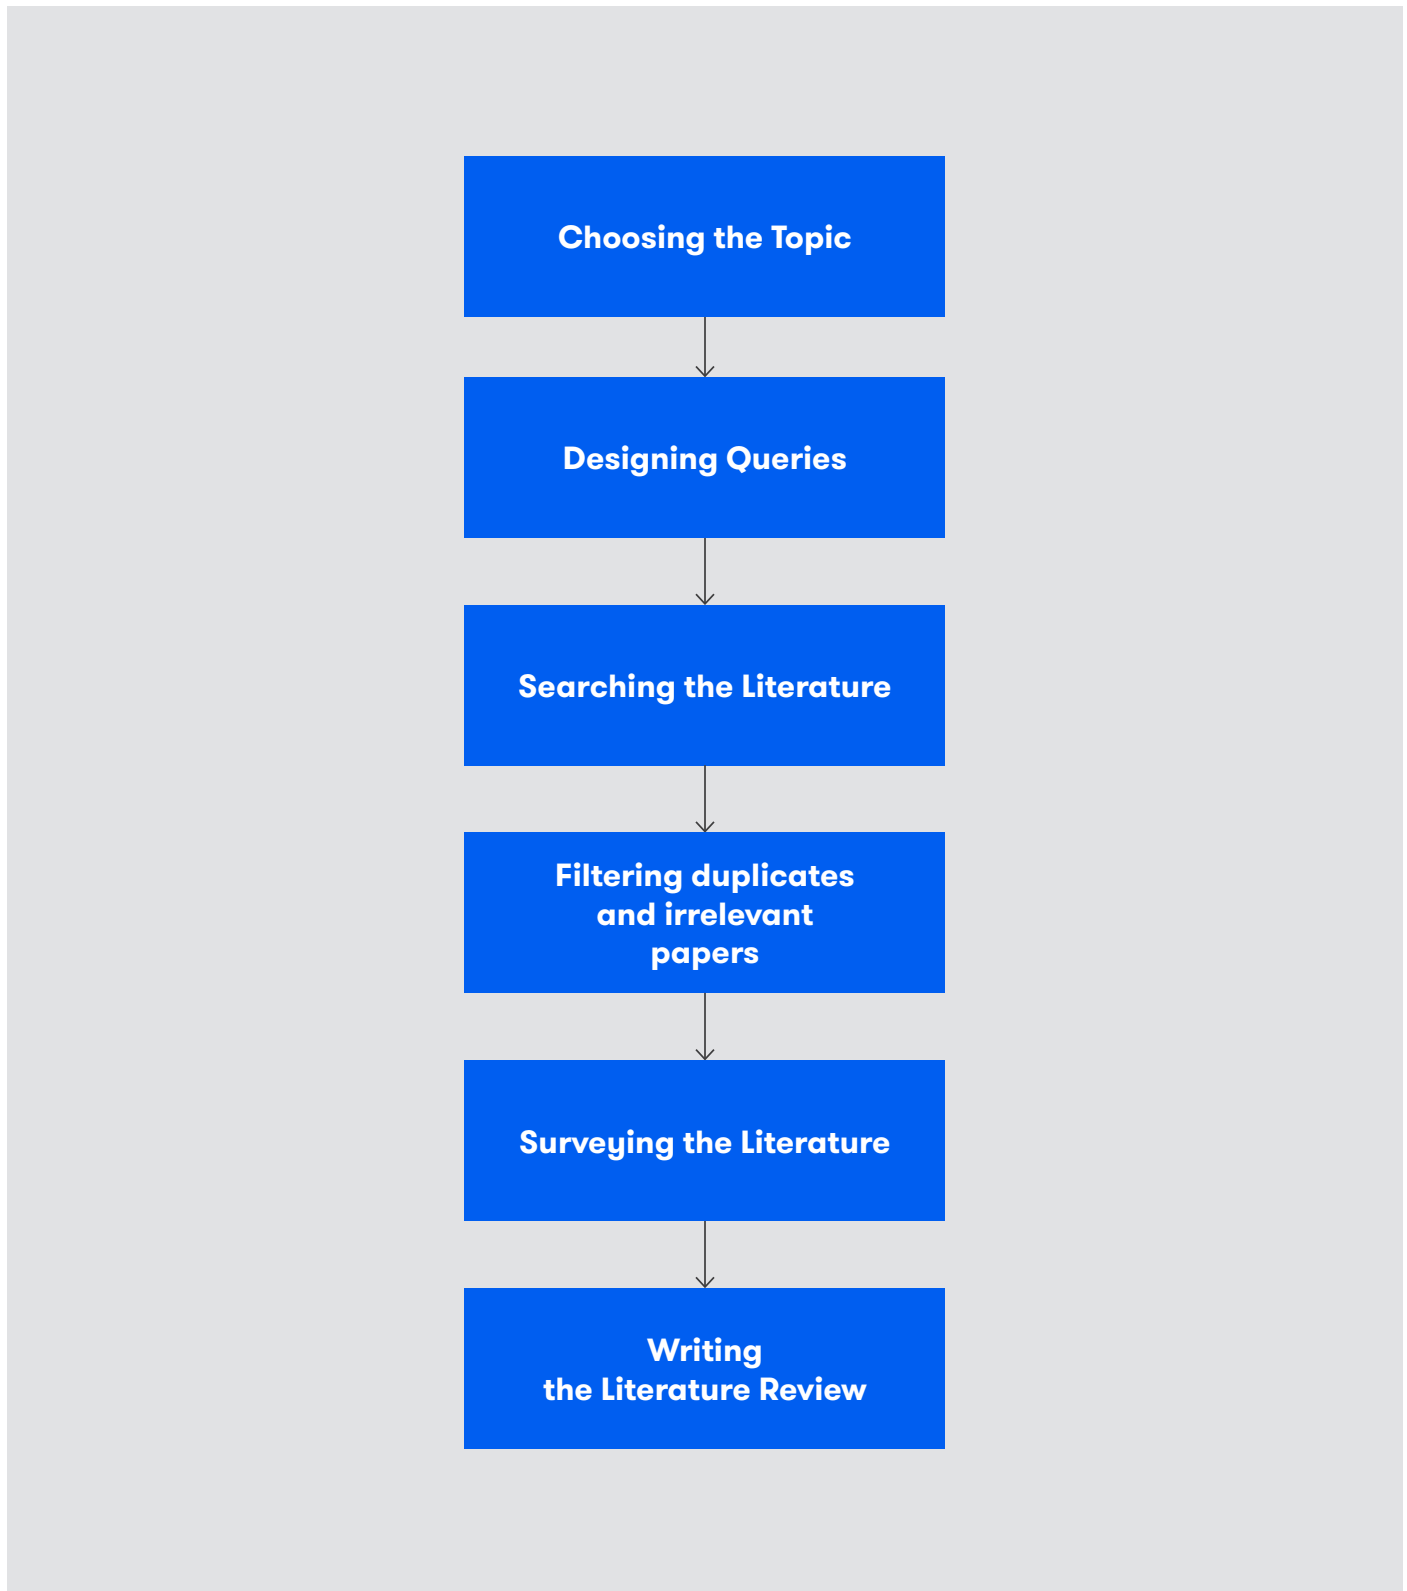 Choosing the Topic
Designing Queries
Searching the Literature
Filtering duplicates
and irrelevant
papers
Surveying the Literature
Writing
the Literature Review